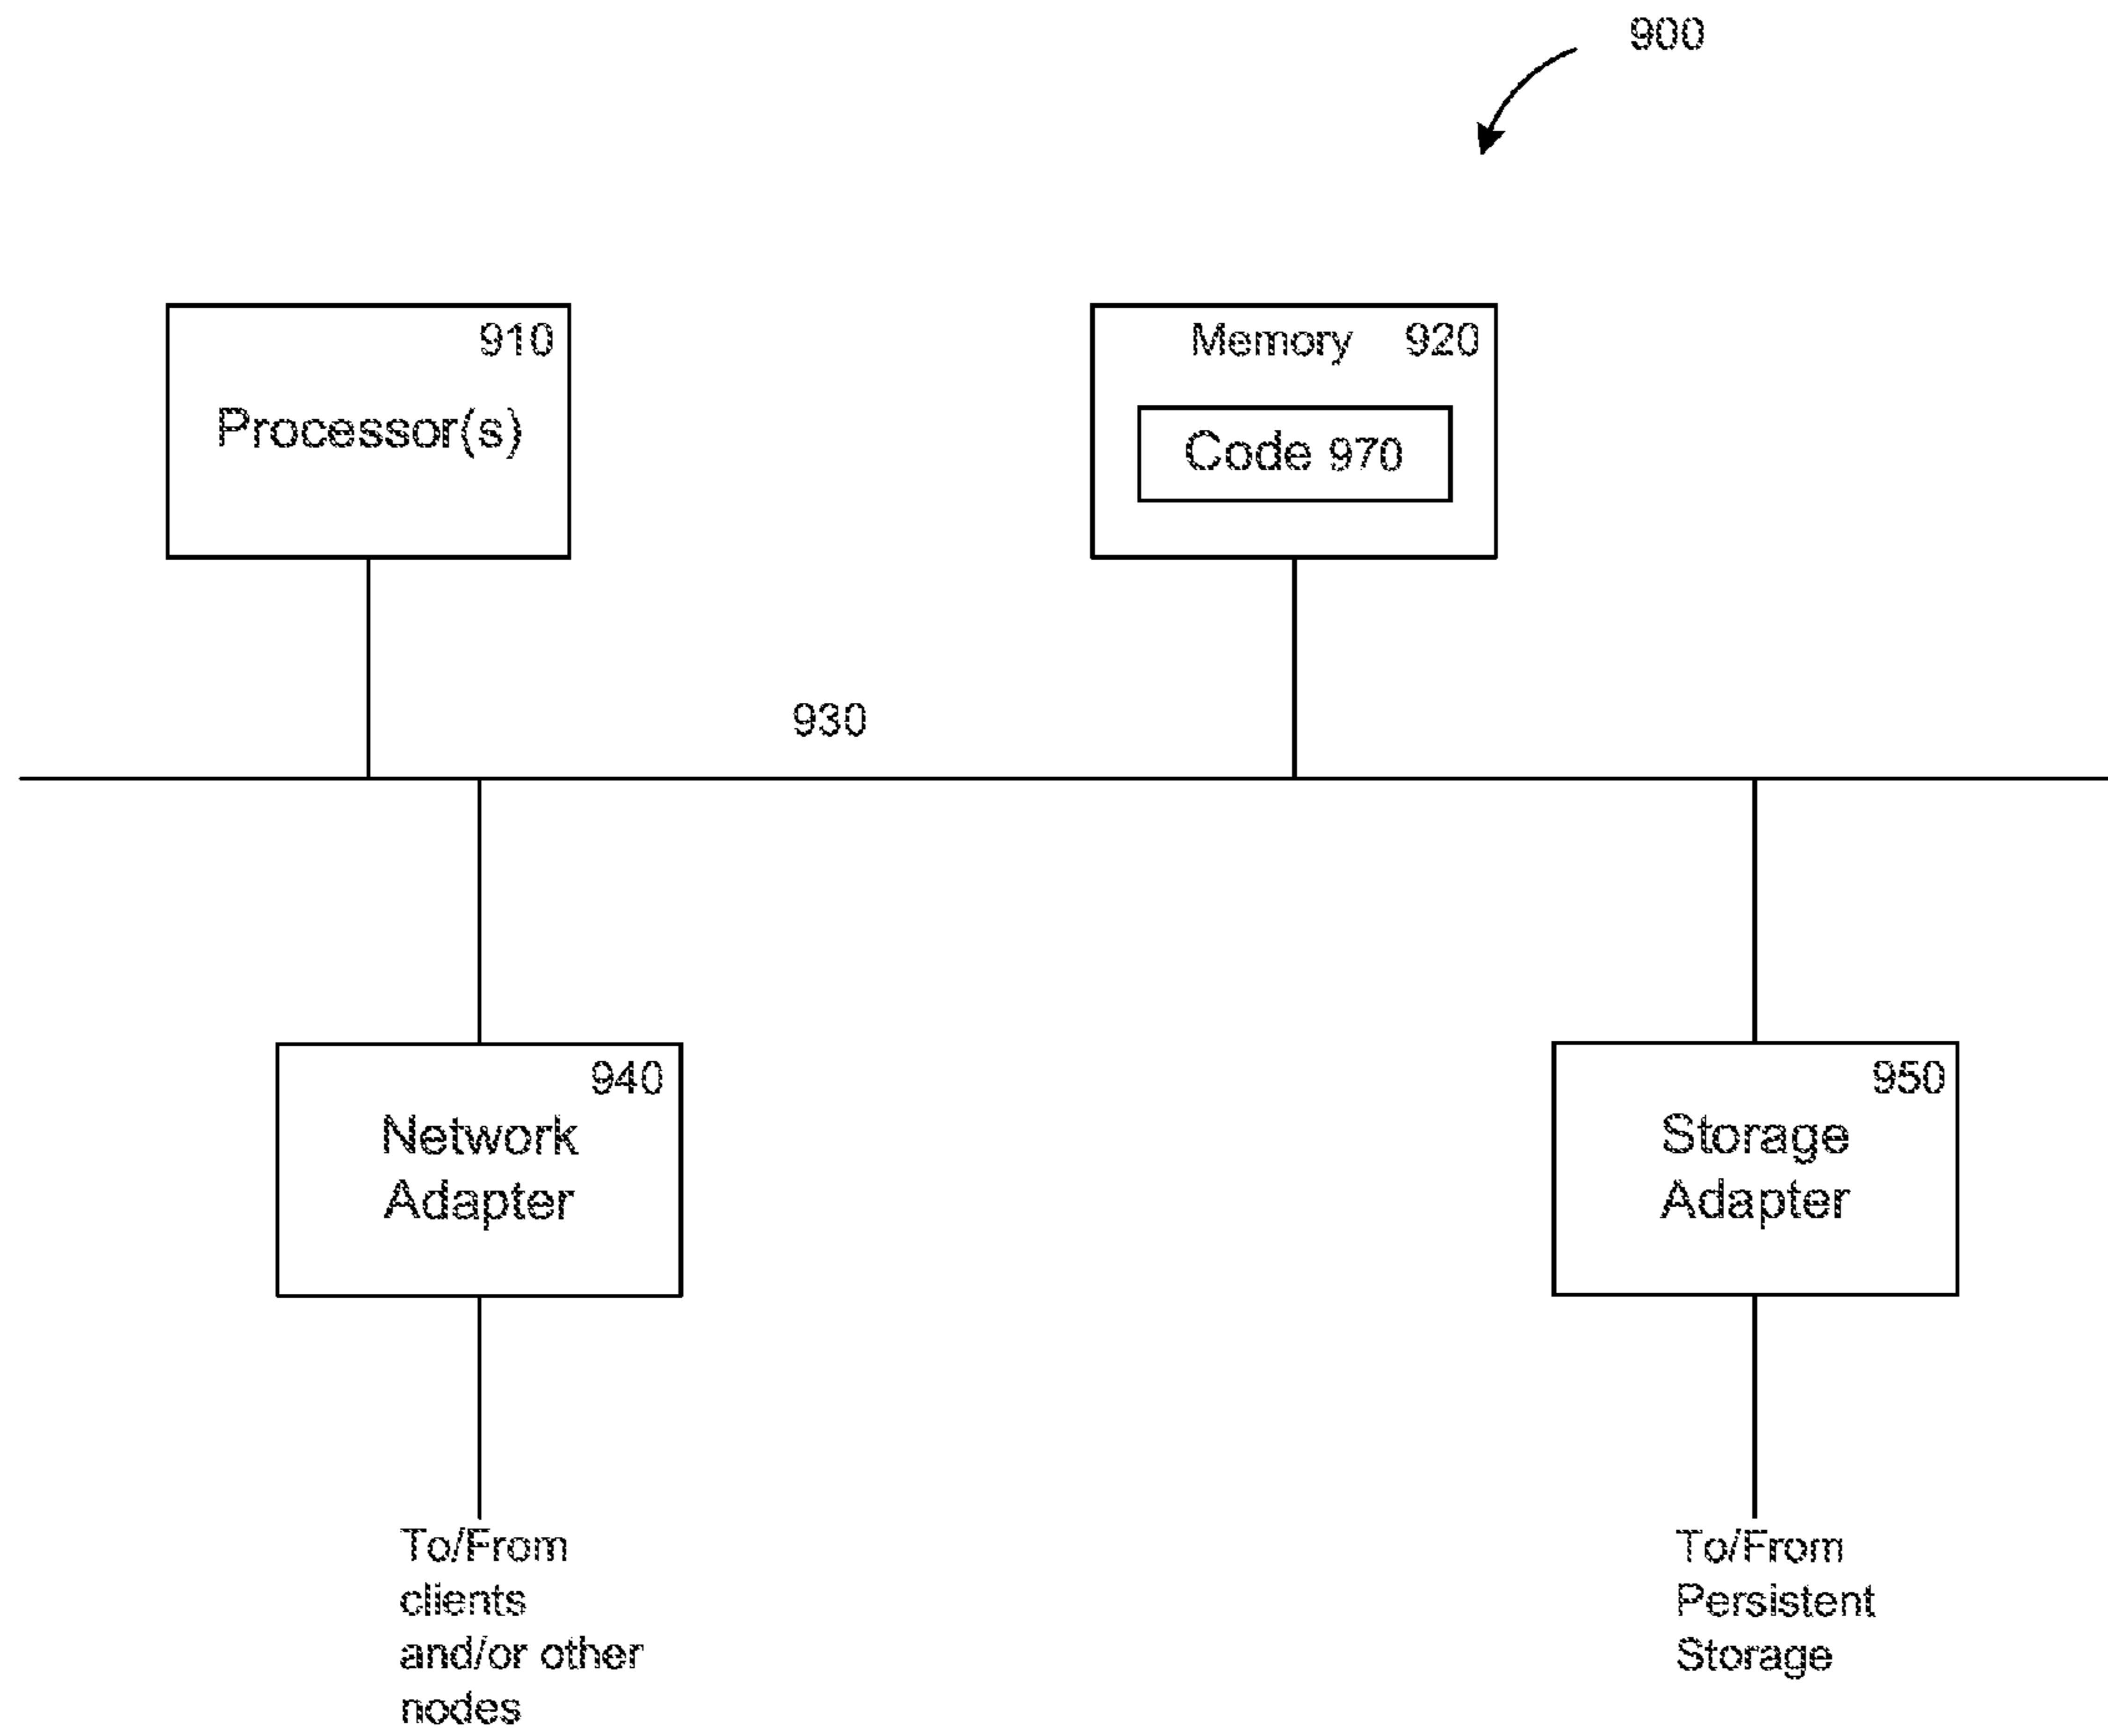 900
910
Processor(s)
Memory 920
Code 970
930
940
Network
Adapter
950
Storage
Adapter
To/From
clients
and/or other
nodes
To/From
Persistent
Storage